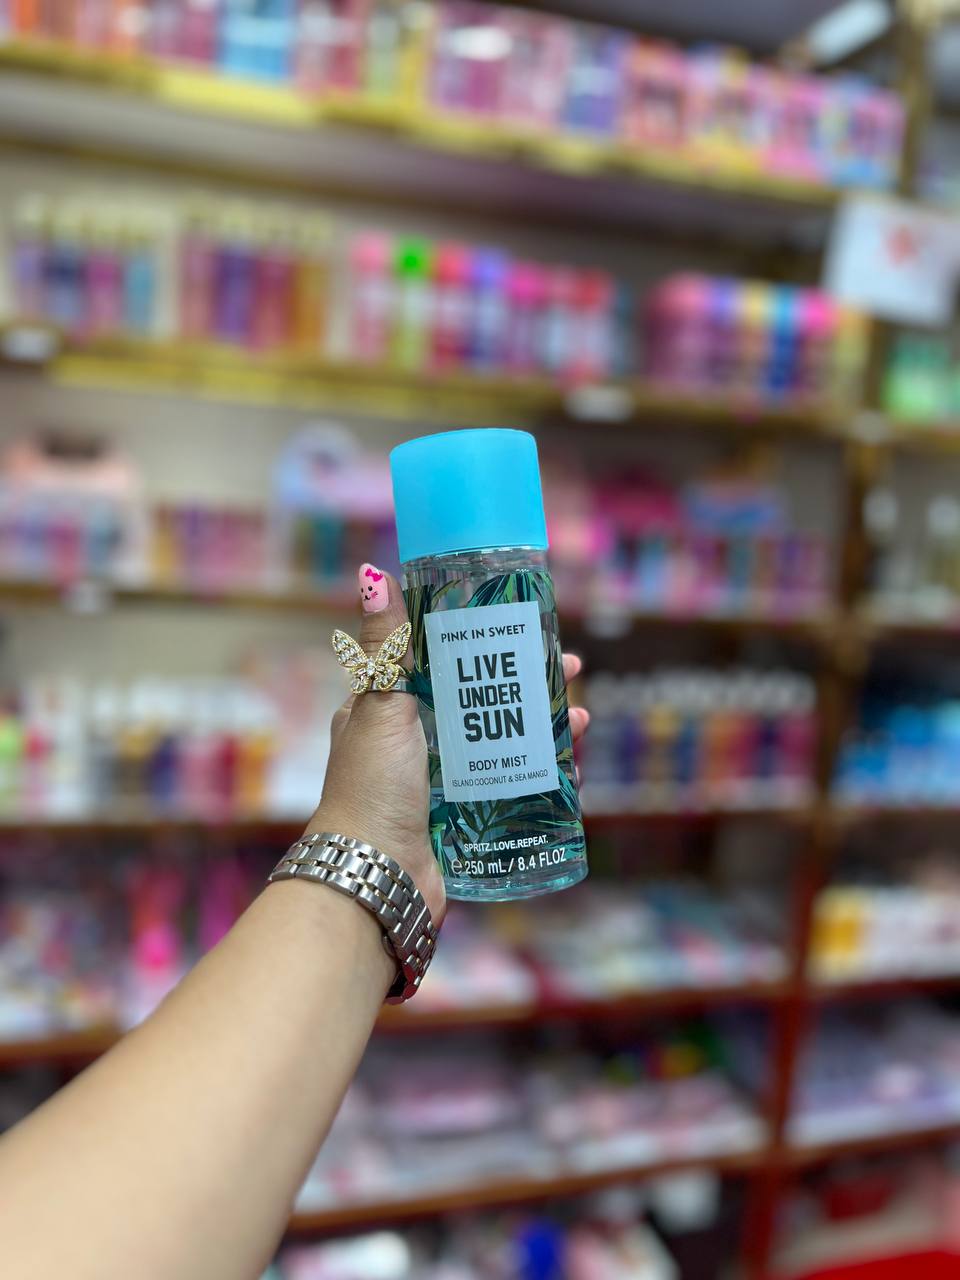 PINK IN SWEET
LIVE
UNDER
SUN
BODY MIST
ISLAND COCONUT & SEA MANGO
SPRITZ. LOVE.REPEAT.
℮ 250 mL / 8.4 FLOZ